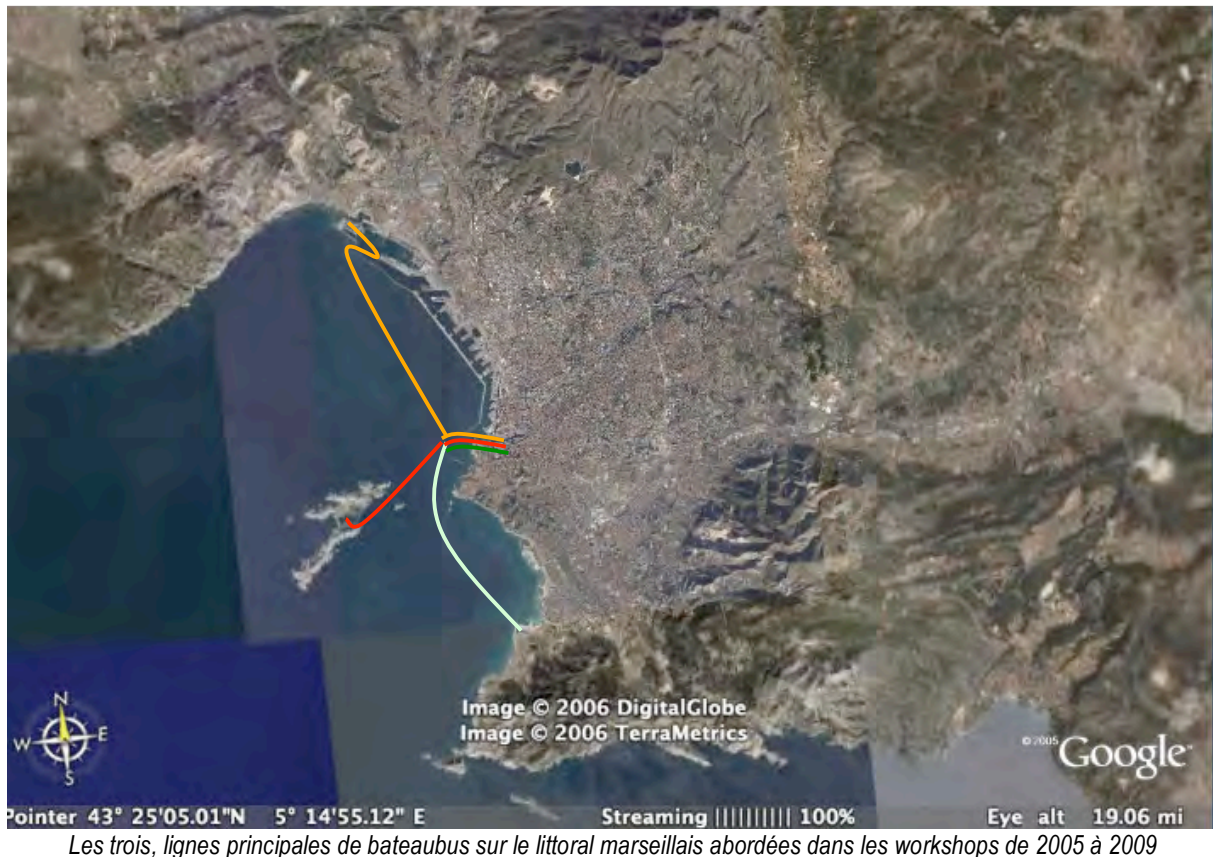 N
W E
S
Image © 2006 DigitalGlobe
Image © 2006 TerraMetrics
© 2005 Google
Pointer 43° 25'05.01"N 5° 14'55.12" E Streaming |||||||||| 100% Eye alt 19.06 mi
Les trois, lignes principales de bateaubus sur le littoral marseillais abordées dans les workshops de 2005 à 2009